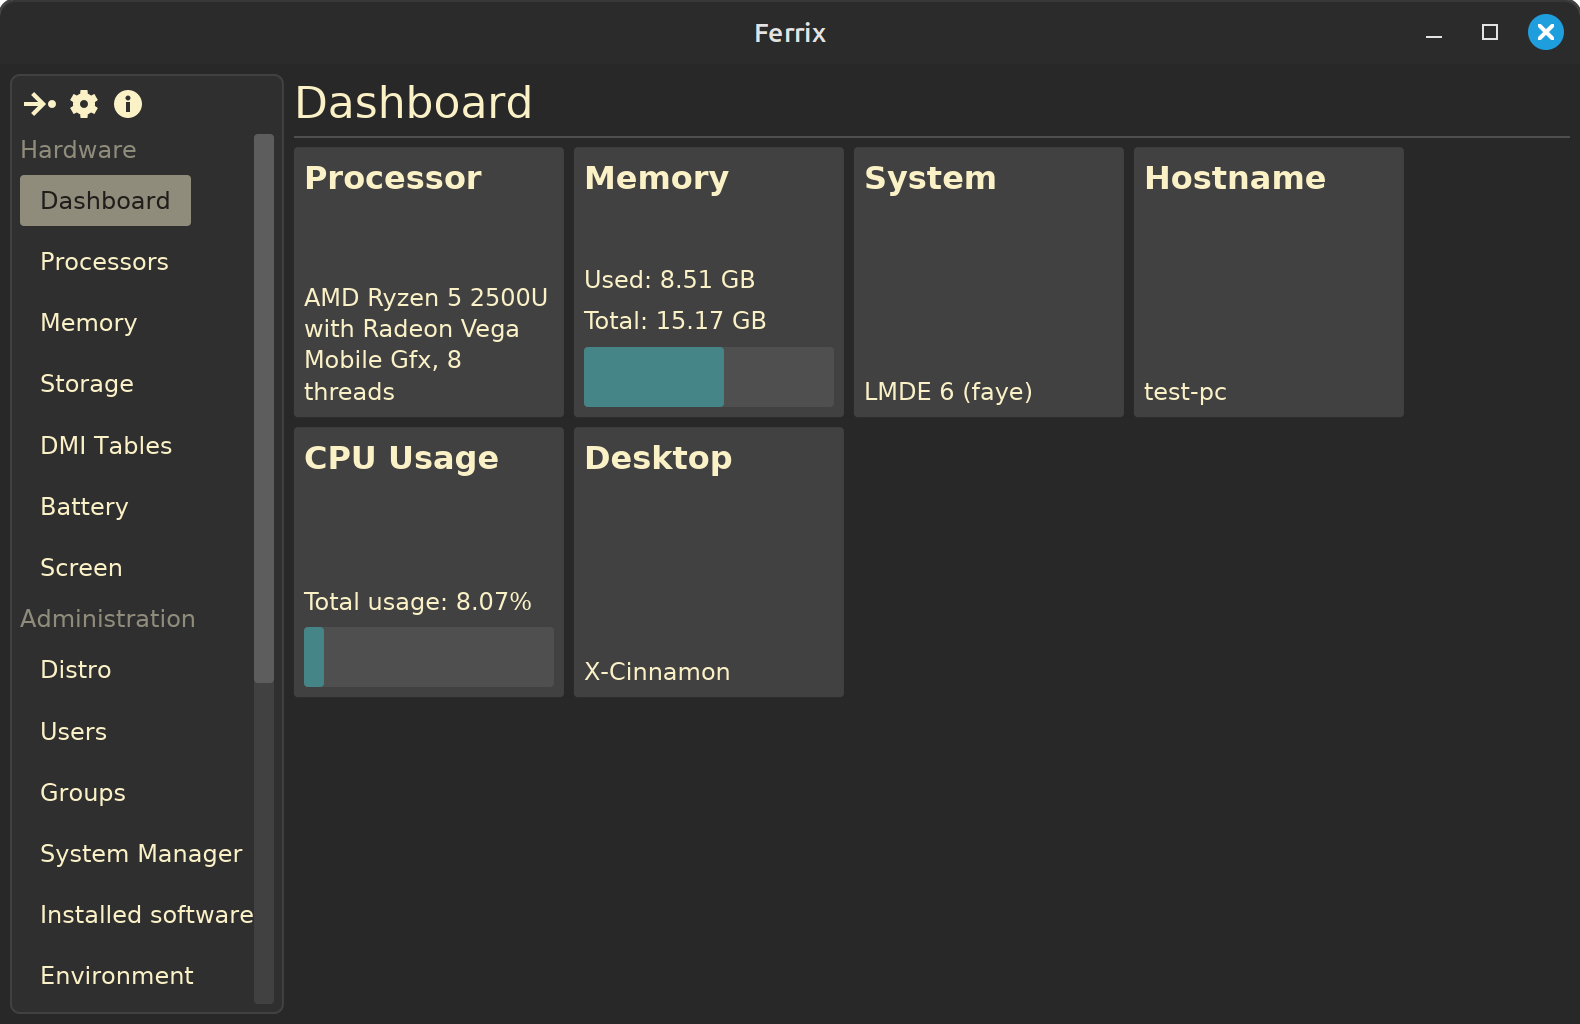 Ferrix
Hardware
Dashboard
Processors
Memory
Storage
DMI Tables
Battery
Screen
Administration
Distro
Users
Groups
System Manager
Installed software
Environment
Dashboard
Processor
AMD Ryzen 5 2500U
with Radeon Vega
Mobile Gfx, 8
threads
Memory
Used: 8.51 GB
Total: 15.17 GB
System
LMDE 6 (faye)
Hostname
test-pc
CPU Usage
Total usage: 8.07%
Desktop
X-Cinnamon